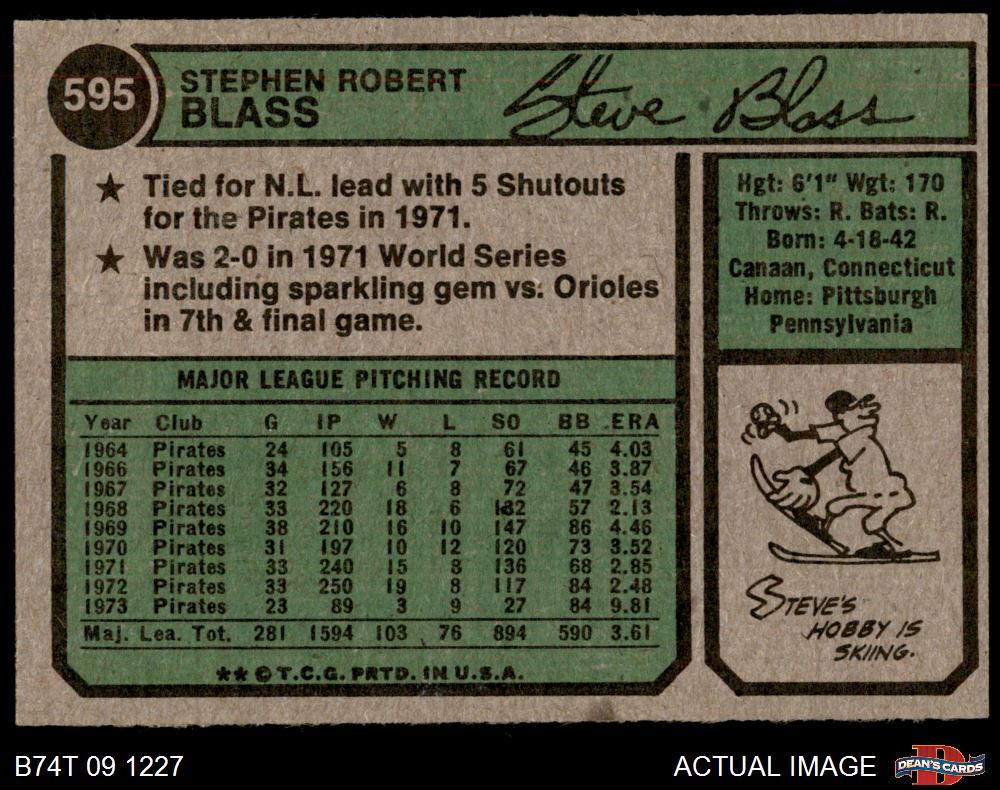 595
STEPHEN ROBERT
BLASS
Steve Blass
★ Tied for N.L. lead with 5 Shutouts
for the Pirates in 1971.
★ Was 2-0 in 1971 World Series
including sparkling gem vs. Orioles
in 7th & final game.
Hgt: 6'1" Wgt: 170
Throws: R. Bats: R.
Born: 4-18-42
Canaan, Connecticut
Home: Pittsburgh
Pennsylvania
MAJOR LEAGUE PITCHING RECORD
Year Club G IP W L SO BB ERA
1964 Pirates 24 105 5 8 61 45 4.03
1966 Pirates 34 156 11 7 67 46 3.87
1967 Pirates 32 127 6 8 72 47 3.54
1968 Pirates 33 220 18 6 132 57 2.13
1969 Pirates 38 210 16 10 147 86 4.46
1970 Pirates 31 197 10 12 120 73 3.52
1971 Pirates 33 240 15 8 136 68 2.85
1972 Pirates 33 250 19 8 117 84 2.48
1973 Pirates 23 89 3 9 27 84 9.81
Maj. Lea. Tot. 281 1594 103 76 894 590 3.61
★★ © T.C.G. PRTD. IN U.S.A.
STEVE'S
HOBBY IS
SKIING.
B74T 09 1227
ACTUAL IMAGE
DEAN'S CARDS